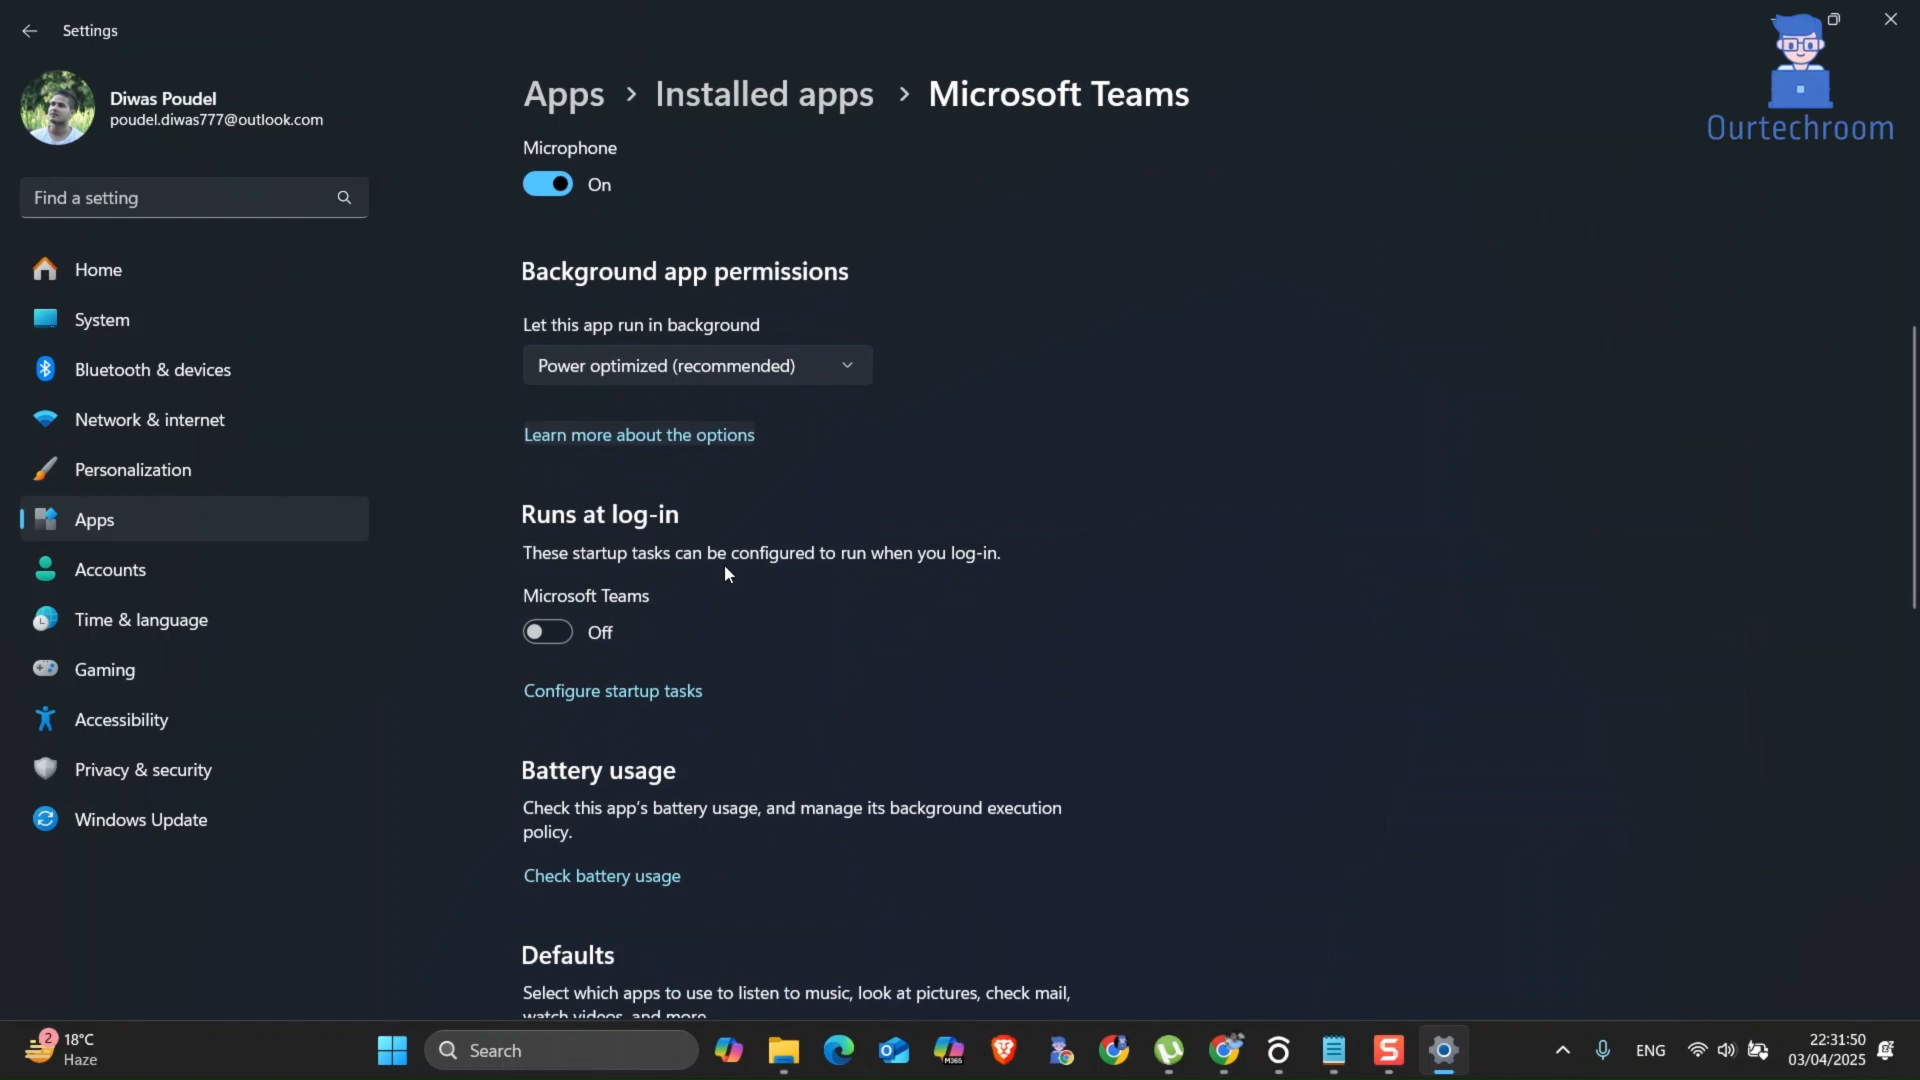 Settings
Diwas Poudel
poudel.diwas777@outlook.com
Find a setting
Home
System
Bluetooth & devices
Network & internet
Personalization
Apps
Accounts
Time & language
Gaming
Accessibility
Privacy & security
Windows Update
Apps > Installed apps > Microsoft Teams
Ourtechroom
Microphone
On
Background app permissions
Let this app run in background
Power optimized (recommended)
Learn more about the options
Runs at log-in
These startup tasks can be configured to run when you log-in.
Microsoft Teams
Off
Configure startup tasks
Battery usage
Check this app's battery usage, and manage its background execution
policy.
Check battery usage
Defaults
Select which apps to use to listen to music, look at pictures, check mail,
watch videos, and more.
2
18°C
Haze
Search
M365
ENG
22:31:50
03/04/2025